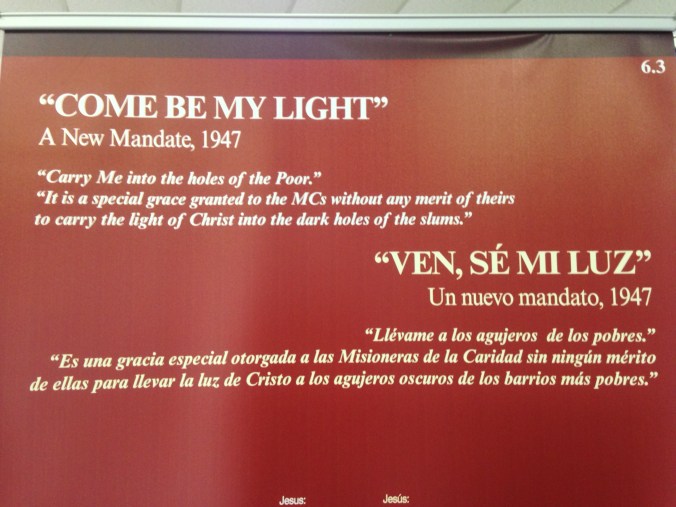 6.3
“COME BE MY LIGHT”
A New Mandate, 1947
“Carry Me into the holes of the Poor.”
“It is a special grace granted to the MCs without any merit of theirs
to carry the light of Christ into the dark holes of the slums.”
“VEN, SÉ MI LUZ”
Un nuevo mandato, 1947
“Llévame a los agujeros de los pobres.”
“Es una gracia especial otorgada a las Misioneras de la Caridad sin ningún mérito
de ellas para llevar la luz de Cristo a los agujeros oscuros de los barrios más pobres.”
Jesus: Jesús: